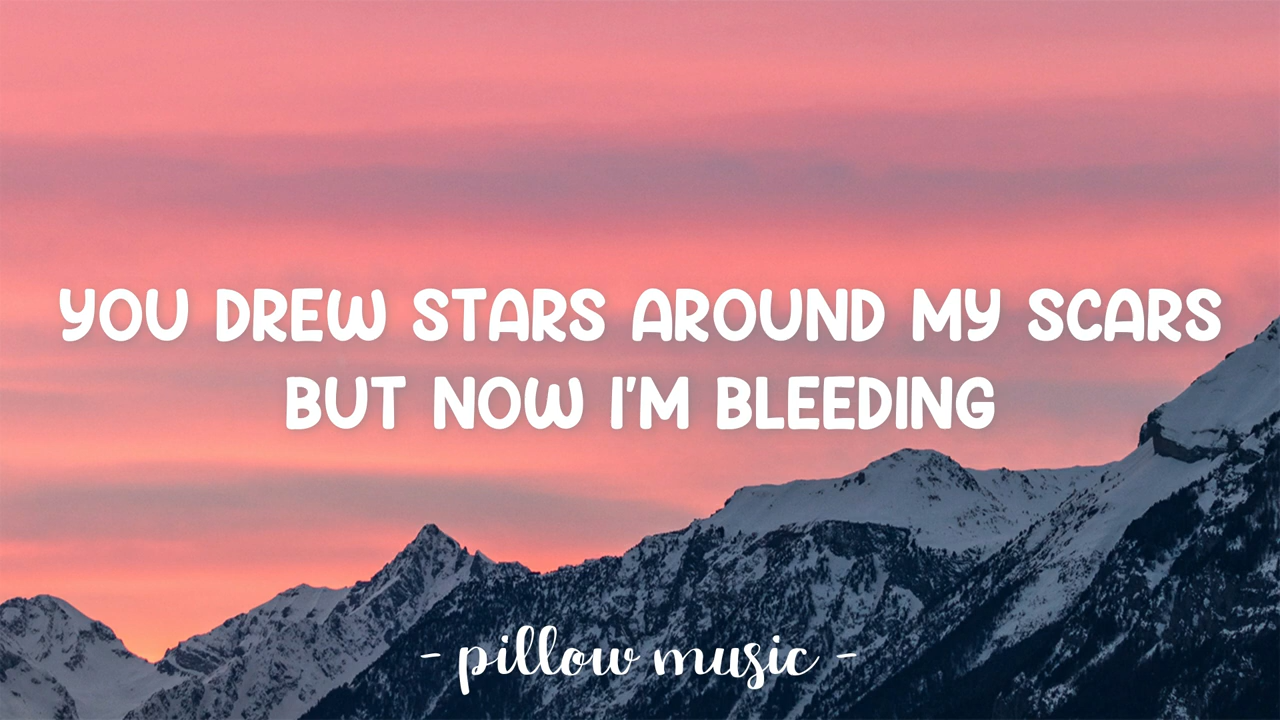 YOU DREW STARS AROUND MY SCARS
BUT NOW I'M BLEEDING
- pillow music -